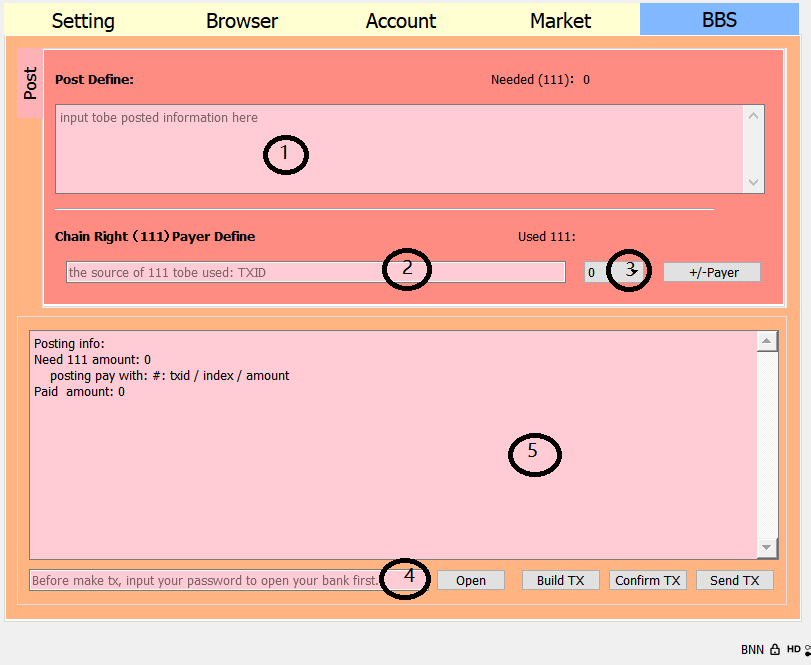 Setting Browser Account Market BBS
Post
Post Define: Needed (111): 0
input tobe posted information here
1
Chain Right (111) Payer Define Used 111:
the source of 111 tobe used: TXID 2 0 3 +/-Payer
Posting info:
Need 111 amount: 0
posting pay with: #: txid / index / amount
Paid amount: 0
5
Before make tx, input your password to open your bank first. 4 Open Build TX Confirm TX Send TX
BNN HD